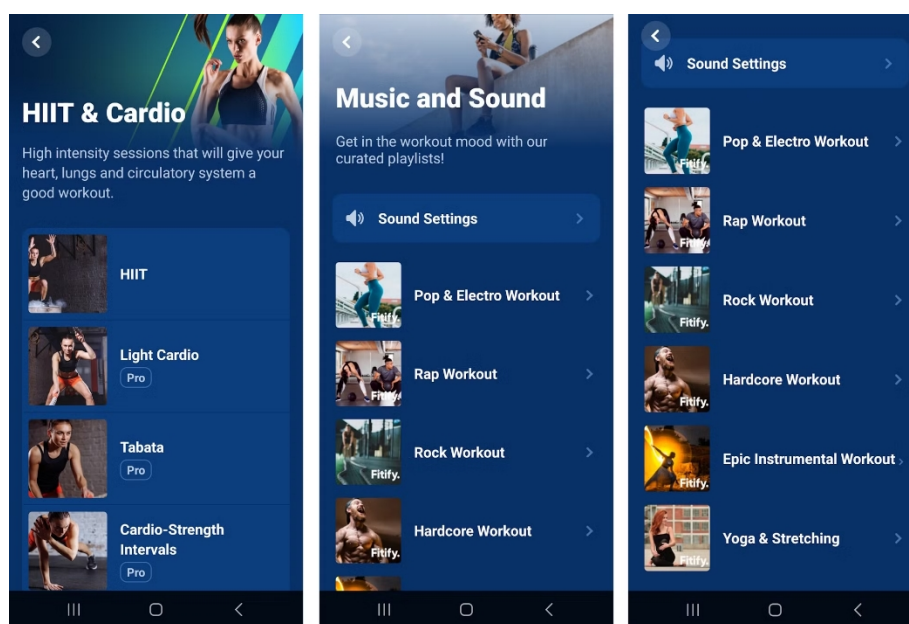 HIIT & Cardio
High intensity sessions that will give your
heart, lungs and circulatory system a
good workout.
HIIT
Light Cardio
Pro
Tabata
Pro
Cardio-Strength
Intervals
Pro
Music and Sound
Get in the workout mood with our
curated playlists!
Sound Settings
Fitify.
Pop & Electro Workout
Fitify.
Rap Workout
Fitify.
Rock Workout
Fitify.
Hardcore Workout
Sound Settings
Fitify.
Pop & Electro Workout
Fitify.
Rap Workout
Fitify.
Rock Workout
Fitify.
Hardcore Workout
Fitify.
Epic Instrumental Workout
Fitify.
Yoga & Stretching